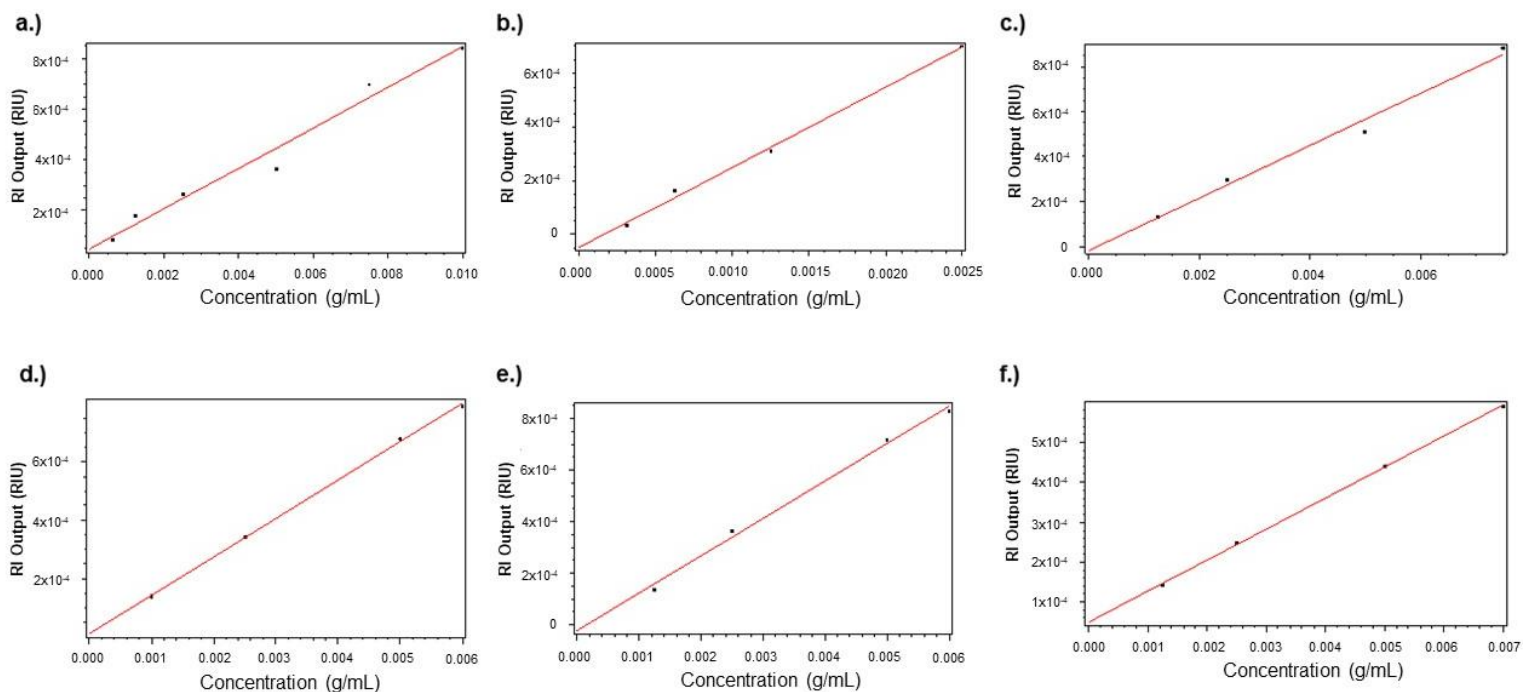 a.)
RI Output (RIU)
8x10⁻⁴
6x10⁻⁴
4x10⁻⁴
2x10⁻⁴
0.000 0.002 0.004 0.006 0.008 0.010
Concentration (g/mL)
b.)
RI Output (RIU)
6x10⁻⁴
4x10⁻⁴
2x10⁻⁴
0
0.000 0.0005 0.0010 0.0015 0.0020 0.0025
Concentration (g/mL)
c.)
RI Output (RIU)
8x10⁻⁴
6x10⁻⁴
4x10⁻⁴
2x10⁻⁴
0
0.000 0.002 0.004 0.006
Concentration (g/mL)
d.)
RI Output (RIU)
6x10⁻⁴
4x10⁻⁴
2x10⁻⁴
0.000 0.001 0.002 0.003 0.004 0.005 0.006
Concentration (g/mL)
e.)
RI Output (RIU)
8x10⁻⁴
6x10⁻⁴
4x10⁻⁴
2x10⁻⁴
0
0.000 0.001 0.002 0.003 0.004 0.005 0.006
Concentration (g/mL)
f.)
RI Output (RIU)
5x10⁻⁴
4x10⁻⁴
3x10⁻⁴
2x10⁻⁴
1x10⁻⁴
0.000 0.001 0.002 0.003 0.004 0.005 0.006 0.007
Concentration (g/mL)